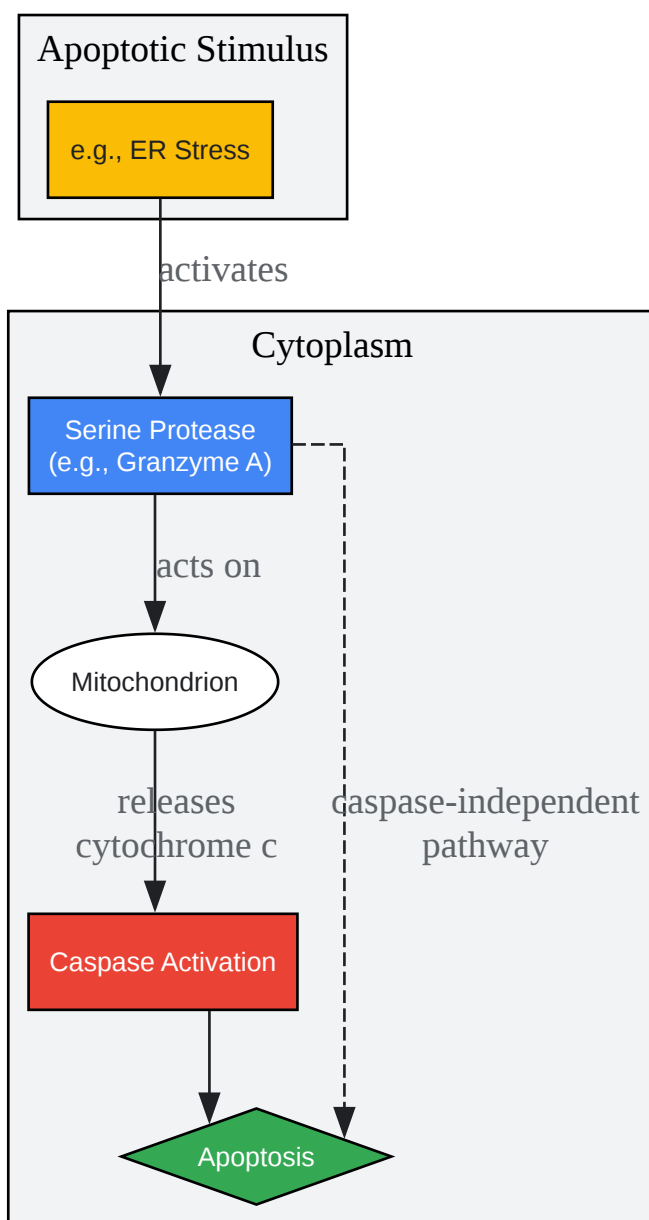 Apoptotic Stimulus
e.g., ER Stress
activates
Cytoplasm
Serine Protease
(e.g., Granzyme A)
acts on
Mitochondrion
releases
cytochrome c
caspase-independent
pathway
Caspase Activation
Apoptosis